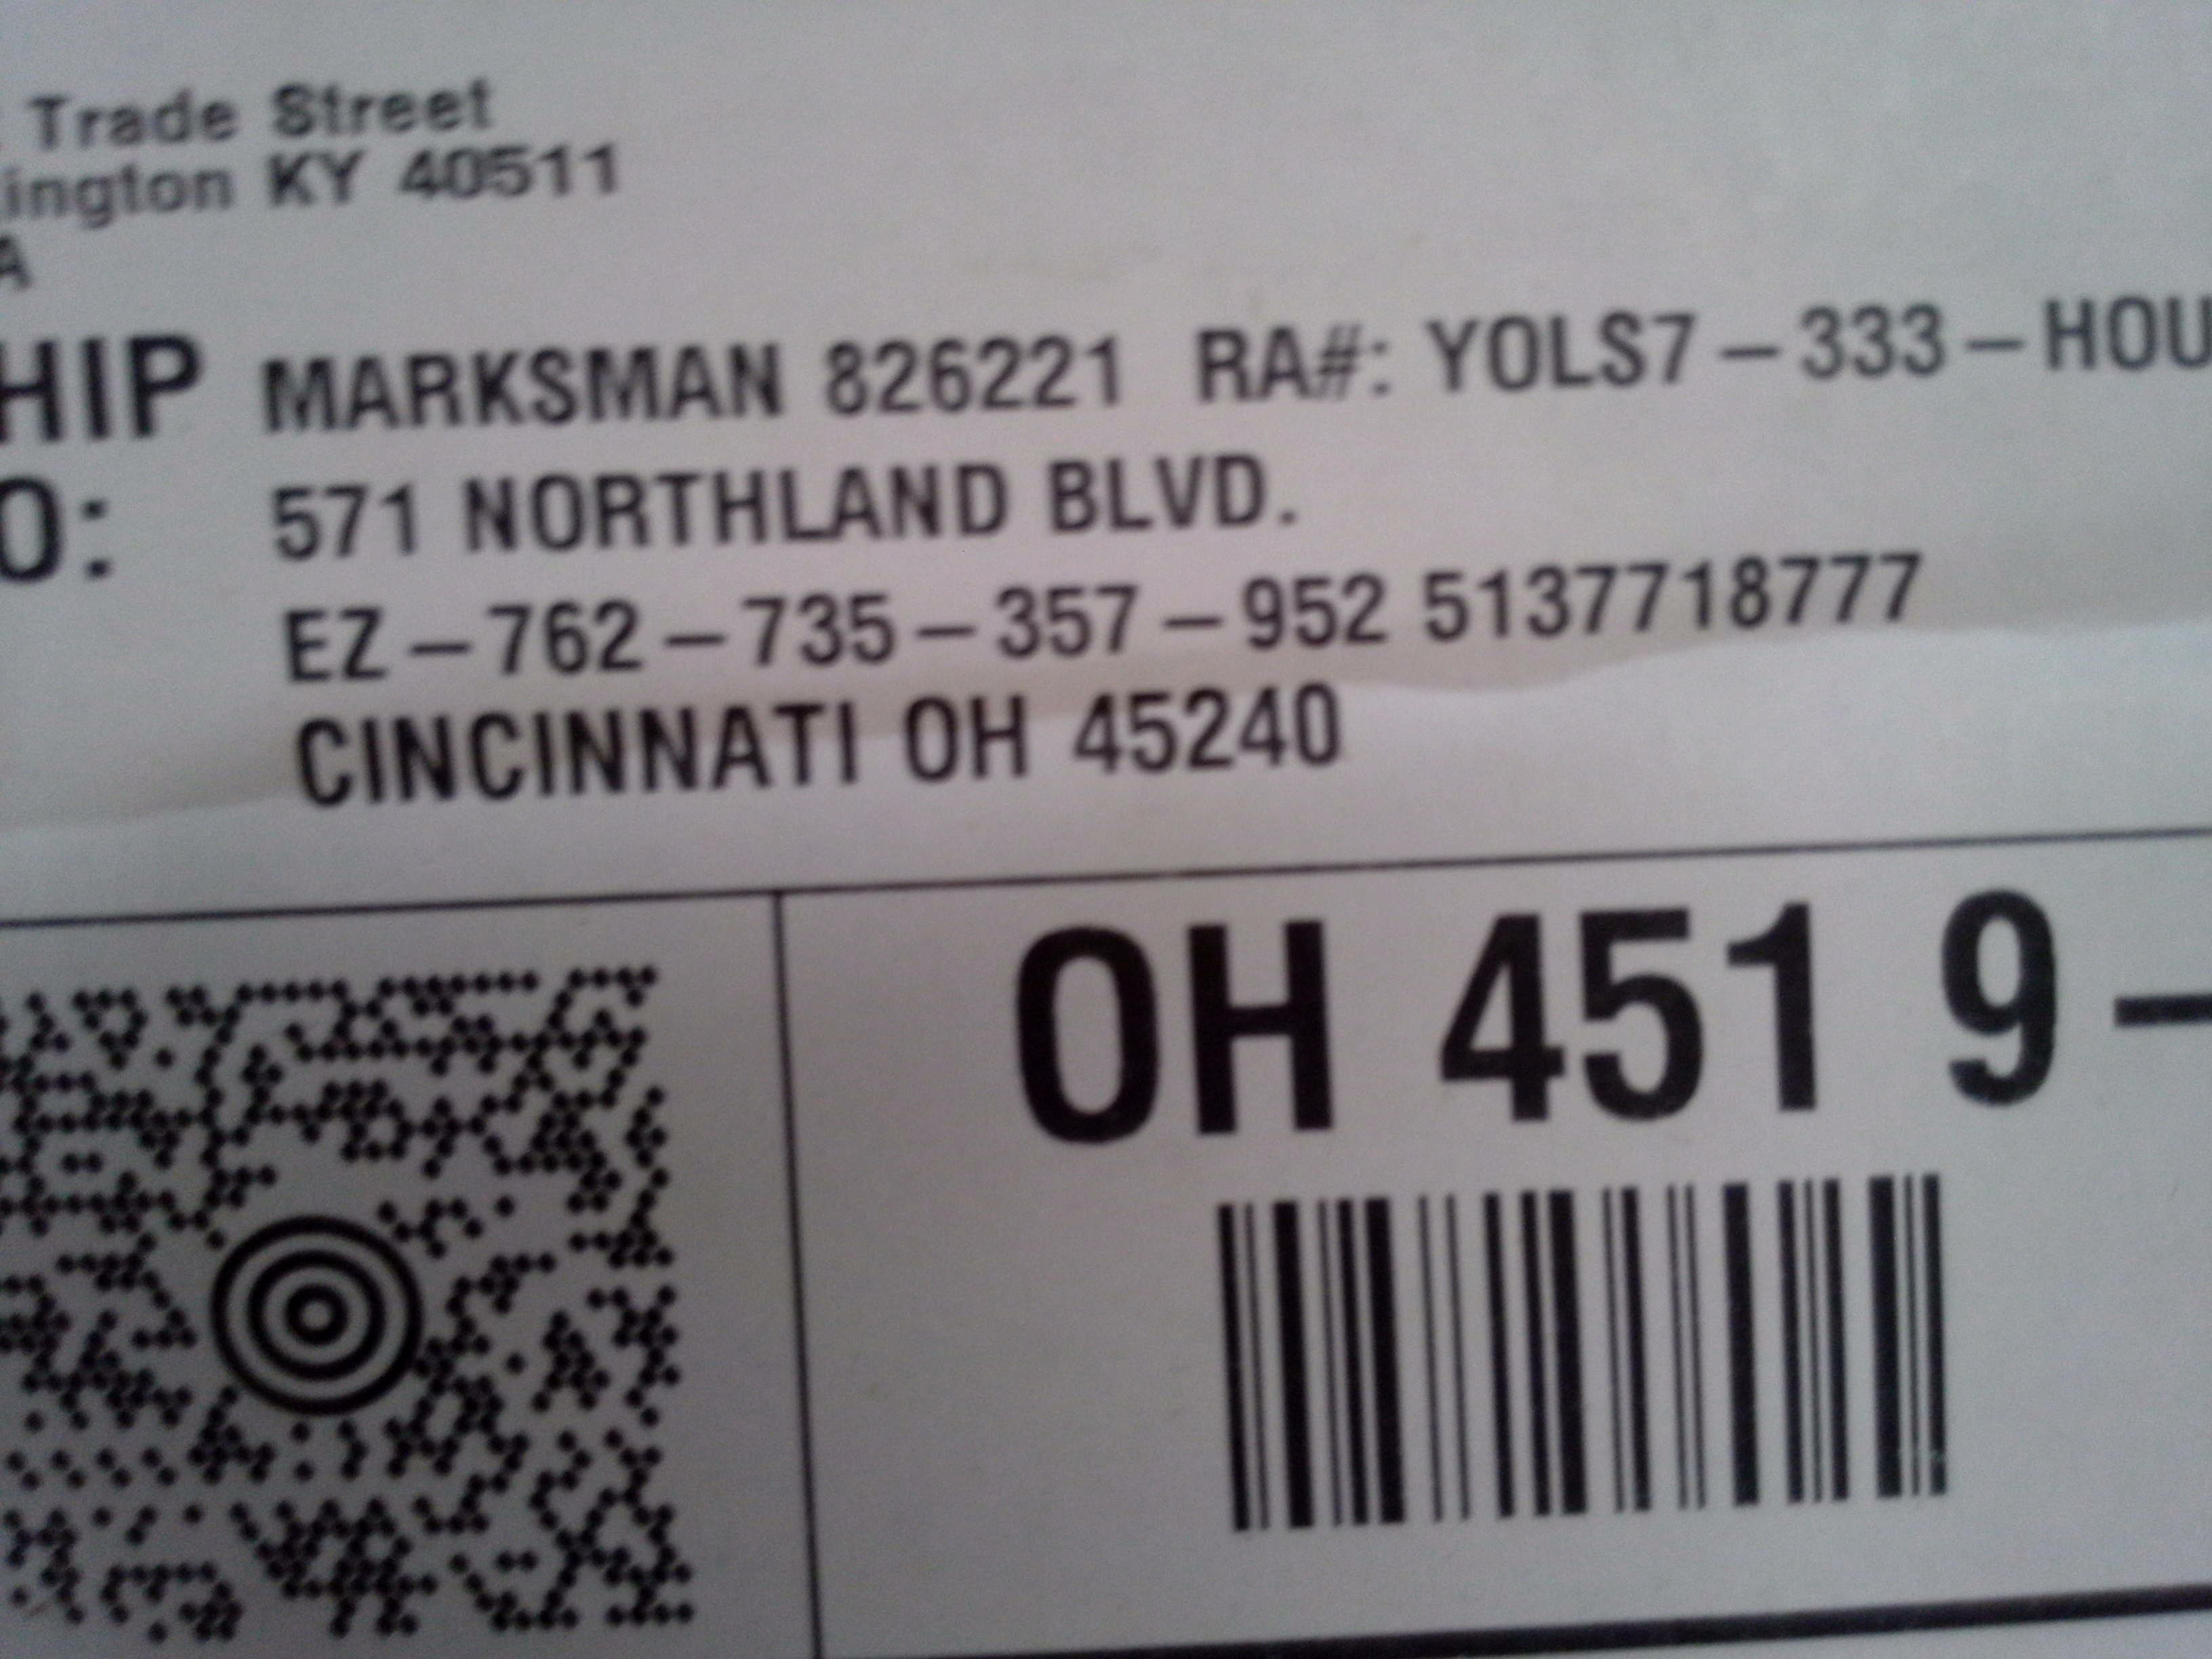 Trade Street
ington KY 40511
A
HIP MARKSMAN 826221 RA#: YOLS7-333-HOU
O: 571 NORTHLAND BLVD.
EZ-762-735-357-952 5137718777
CINCINNATI OH 45240
OH 451 9-